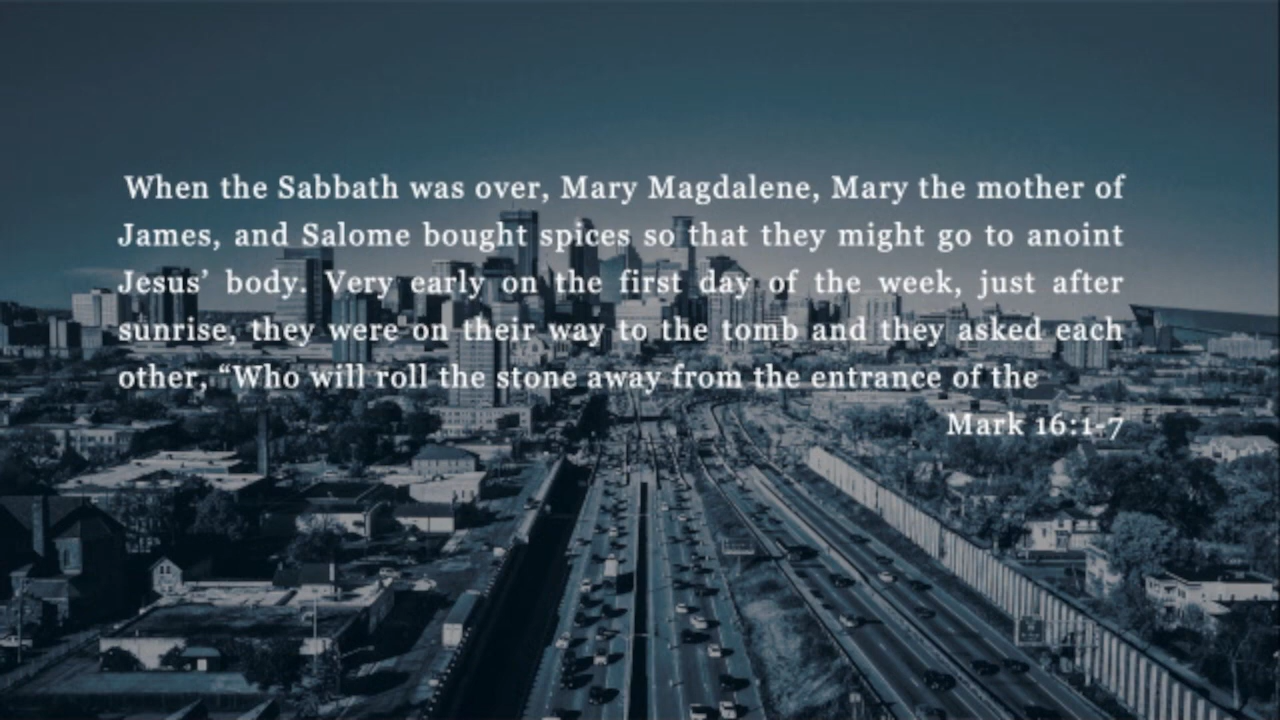 When the Sabbath was over, Mary Magdalene, Mary the mother of
James, and Salome bought spices so that they might go to anoint
Jesus’ body. Very early on the first day of the week, just after
sunrise, they were on their way to the tomb and they asked each
other, “Who will roll the stone away from the entrance of the
Mark 16:1-7